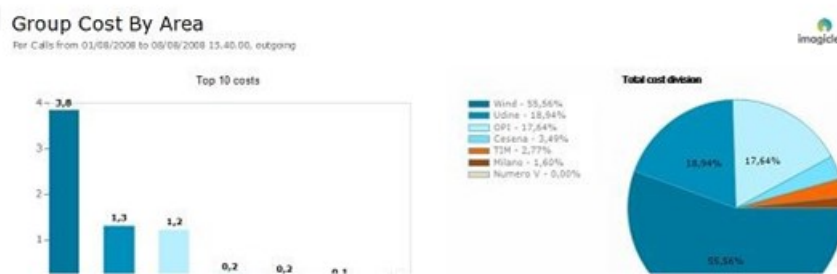 Group Cost By Area
Per Calls from 01/08/2008 to 08/08/2008 15.40.00, outgoing
imagicle
Top 10 costs
4
3,8
3
2
1
1,3
1,2
0,2
0,2
0,1
Total cost division
Wind - 55,56%
Udine - 18,94%
OPI - 17,64%
Cesena - 3,49%
TIM - 2,77%
Milano - 1,60%
Numero V - 0,00%
18,94%
17,64%
55,56%